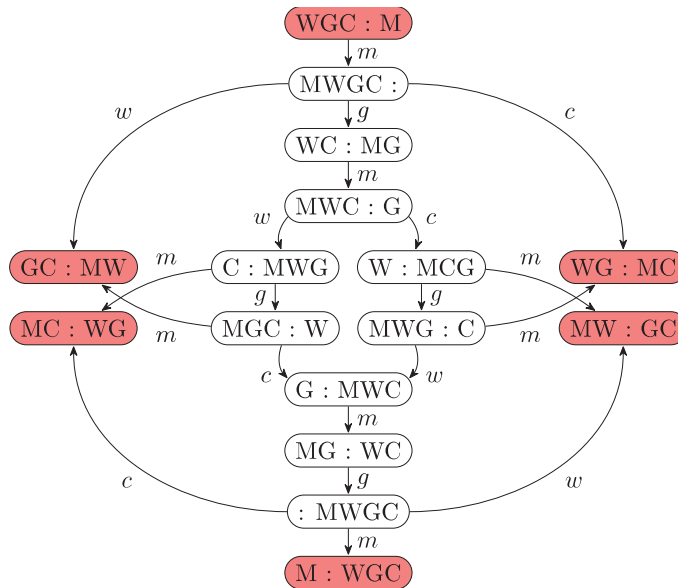 WGC : M
m
MWGC :
w
g
c
WC : MG
m
MWC : G
w
c
GC : MW
m
C : MWG
W : MCG
m
WG : MC
g
g
MC : WG
m
MGC : W
MWG : C
m
MW : GC
c
w
G : MWC
m
MG : WC
c
g
w
: MWGC
m
M : WGC